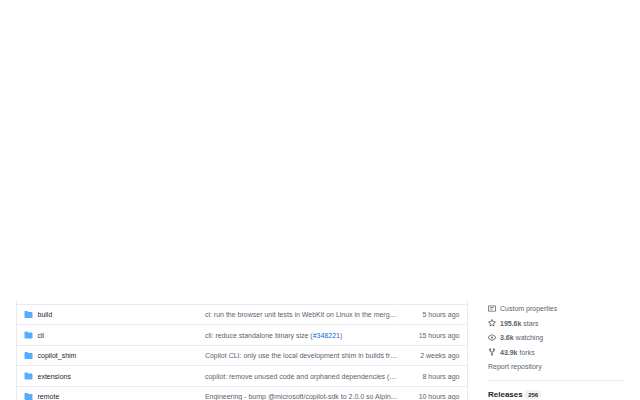 build ci: run the browser unit tests in WebKit on Linux in the merg... 5 hours ago
cli cli: reduce standalone binary size (#348221) 15 hours ago
copilot_shim Copilot CLI: only use the local development shim in builds fr... 2 weeks ago
extensions copilot: remove unused code and orphaned dependencies (... 8 hours ago
remote Engineering - bump @microsoft/copilot-sdk to 2.0.0 so Alpin... 10 hours ago
Custom properties
195.6k stars
3.6k watching
43.9k forks
Report repository
Releases 256